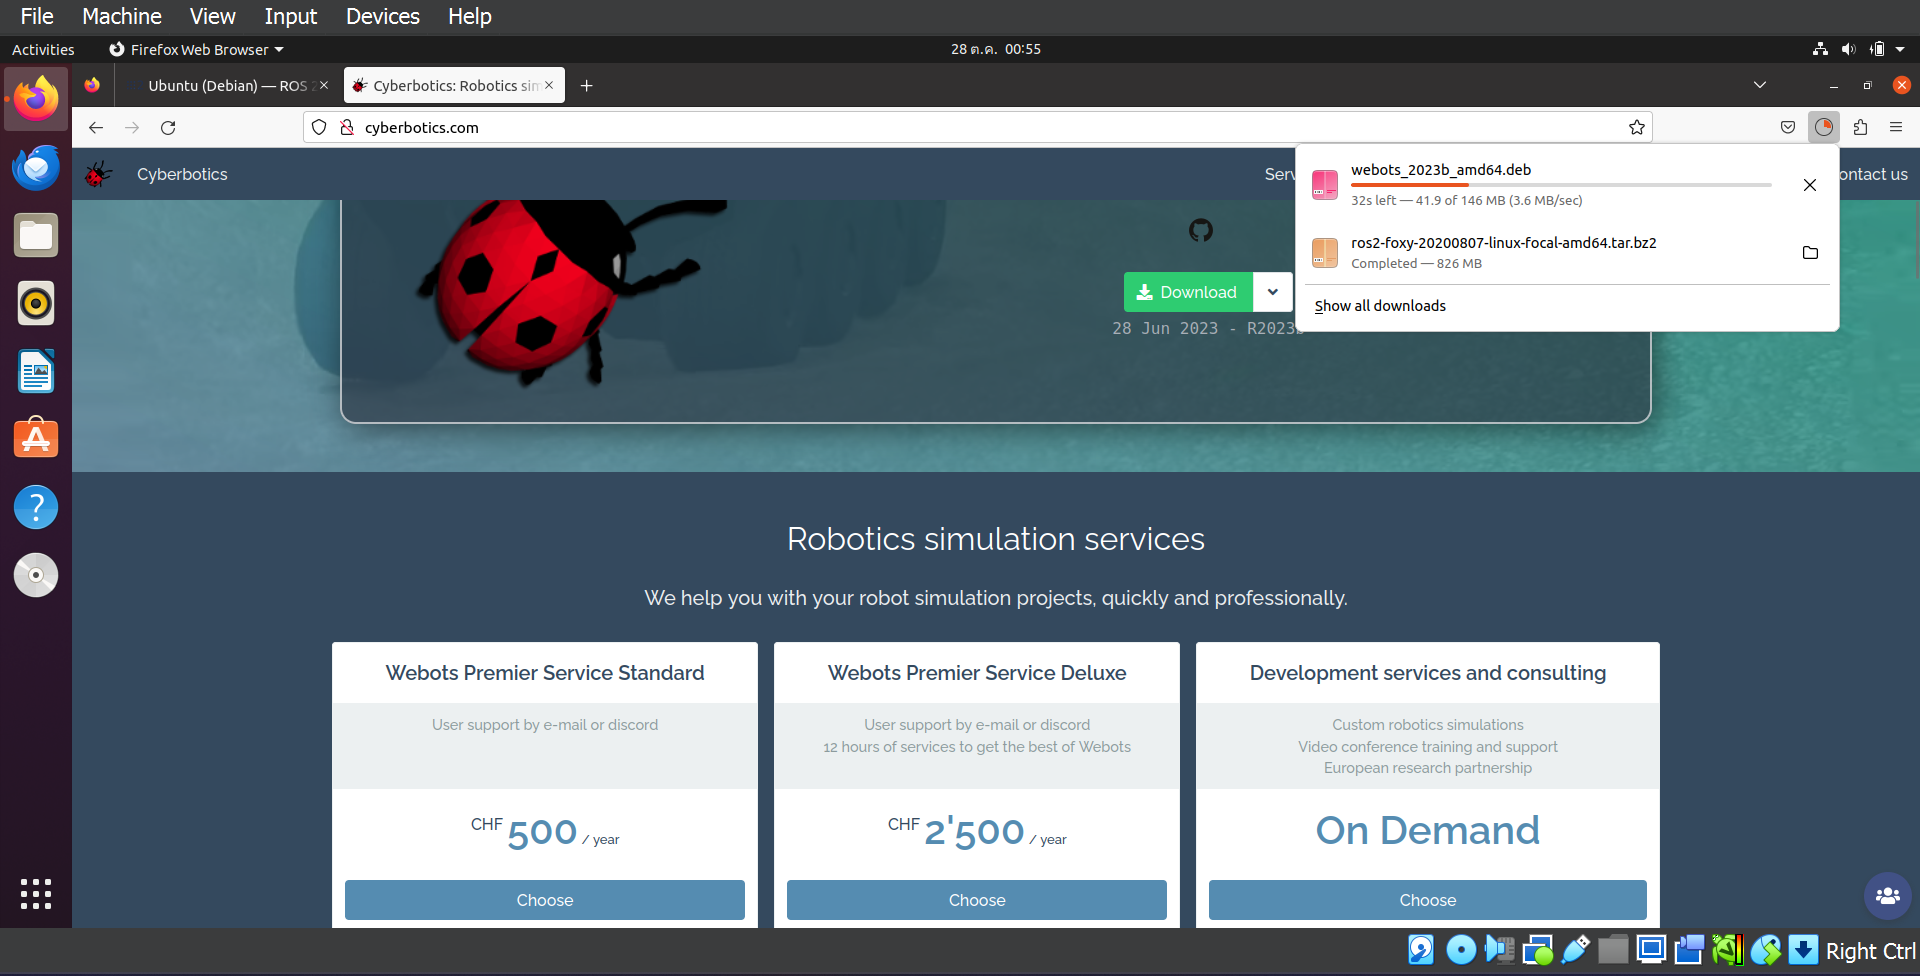 File Machine View Input Devices Help
Activities Firefox Web Browser 28 ต.ค. 00:55
Ubuntu (Debian) — ROS 2 Cyberbotics: Robotics sim
cyberbotics.com
Cyberbotics Serv ontact us
webots_2023b_amd64.deb
32s left — 41.9 of 146 MB (3.6 MB/sec)
ros2-foxy-20200807-linux-focal-amd64.tar.bz2
Completed — 826 MB
Show all downloads
Download
28 Jun 2023 - R2023b
Robotics simulation services
We help you with your robot simulation projects, quickly and professionally.
Webots Premier Service Standard
User support by e-mail or discord
CHF 500 / year
Choose
Webots Premier Service Deluxe
User support by e-mail or discord
12 hours of services to get the best of Webots
CHF 2'500 / year
Choose
Development services and consulting
Custom robotics simulations
Video conference training and support
European research partnership
On Demand
Choose
Right Ctrl